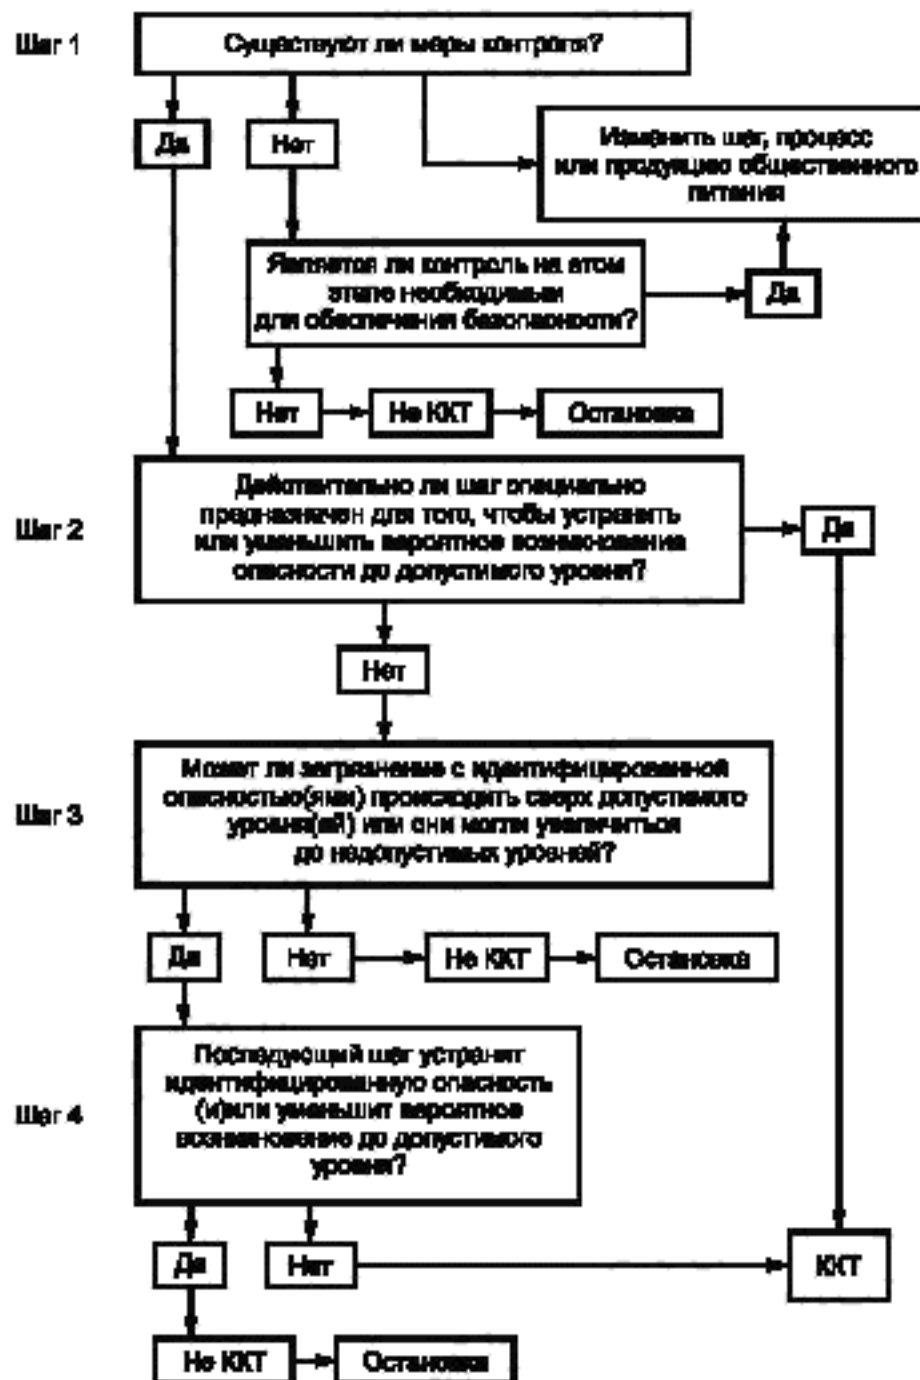 Шаг 1
Существуют ли меры контроля?
Да
Нет
Изменить шаг, процесс
или продукцию общественного
питания
Является ли контроль на этом
этапе необходимым
для обеспечения безопасности?
Да
Нет
Не ККТ
Остановка
Шаг 2
Действительно ли шаг специально
предназначен для того, чтобы устранить
или уменьшить вероятное возникновение
опасности до допустимого уровня?
Да
Нет
Шаг 3
Может ли загрязнение с идентифицированной
опасностью(ями) происходить сверх допустимого
уровня(ей) или они могли увеличиться
до недопустимых уровней?
Да
Нет
Не ККТ
Остановка
Шаг 4
Последующий шаг устранит
идентифицированную опасность
(и)или уменьшит вероятное
возникновение до допустимого
уровня?
Да
Нет
ККТ
Не ККТ
Остановка